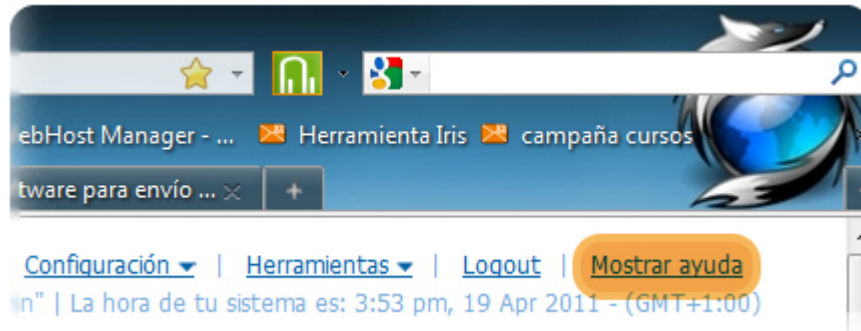 ebHost Manager - ... Herramienta Iris campaña cursos
tware para envío ... × +
Configuración | Herramientas | Logout | Mostrar ayuda
n" | La hora de tu sistema es: 3:53 pm, 19 Apr 2011 - (GMT+1:00)